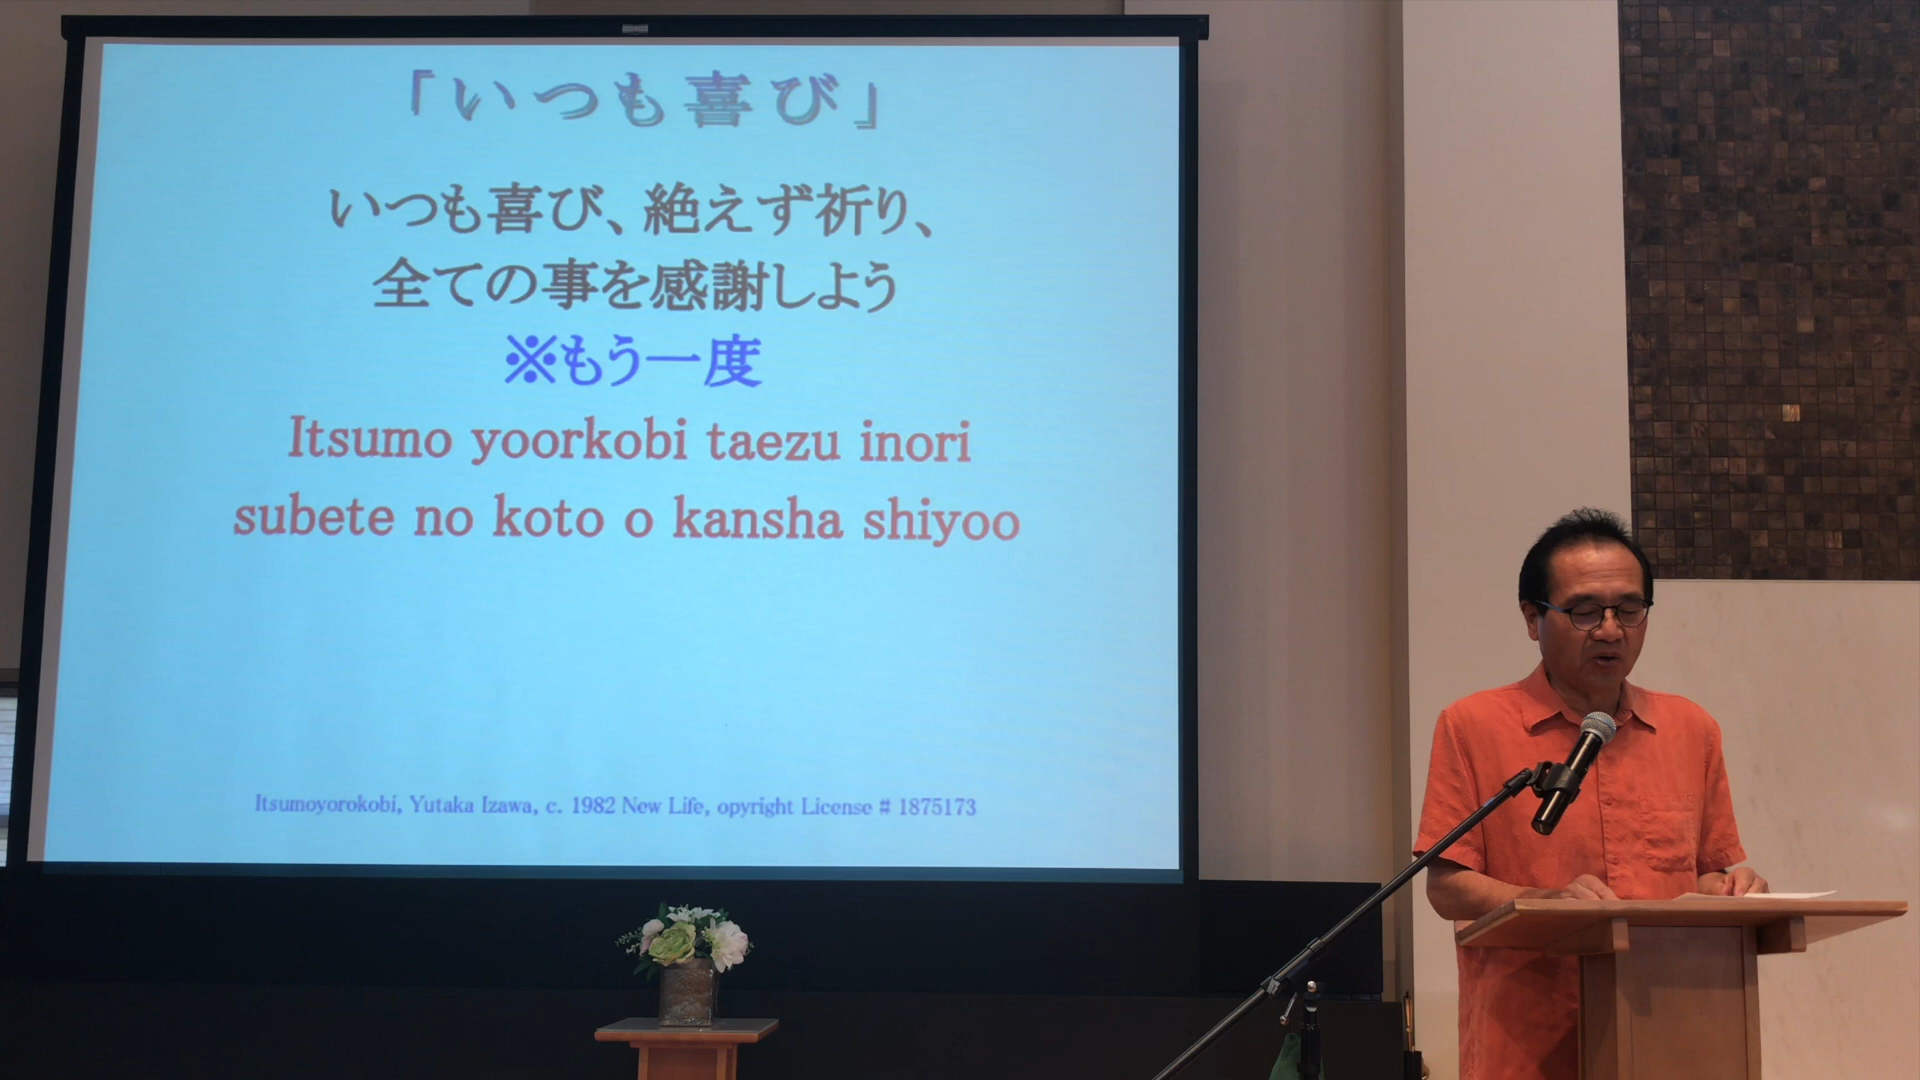 「いつも喜び」
いつも喜び、絶えず祈り、
全ての事を感謝しよう
※もう一度
Itsumo yoorkobi taezu inori
subete no koto o kansha shiyoo
Itsumoyorokobi, Yutaka Izawa, c. 1982 New Life, opyright License # 1875173